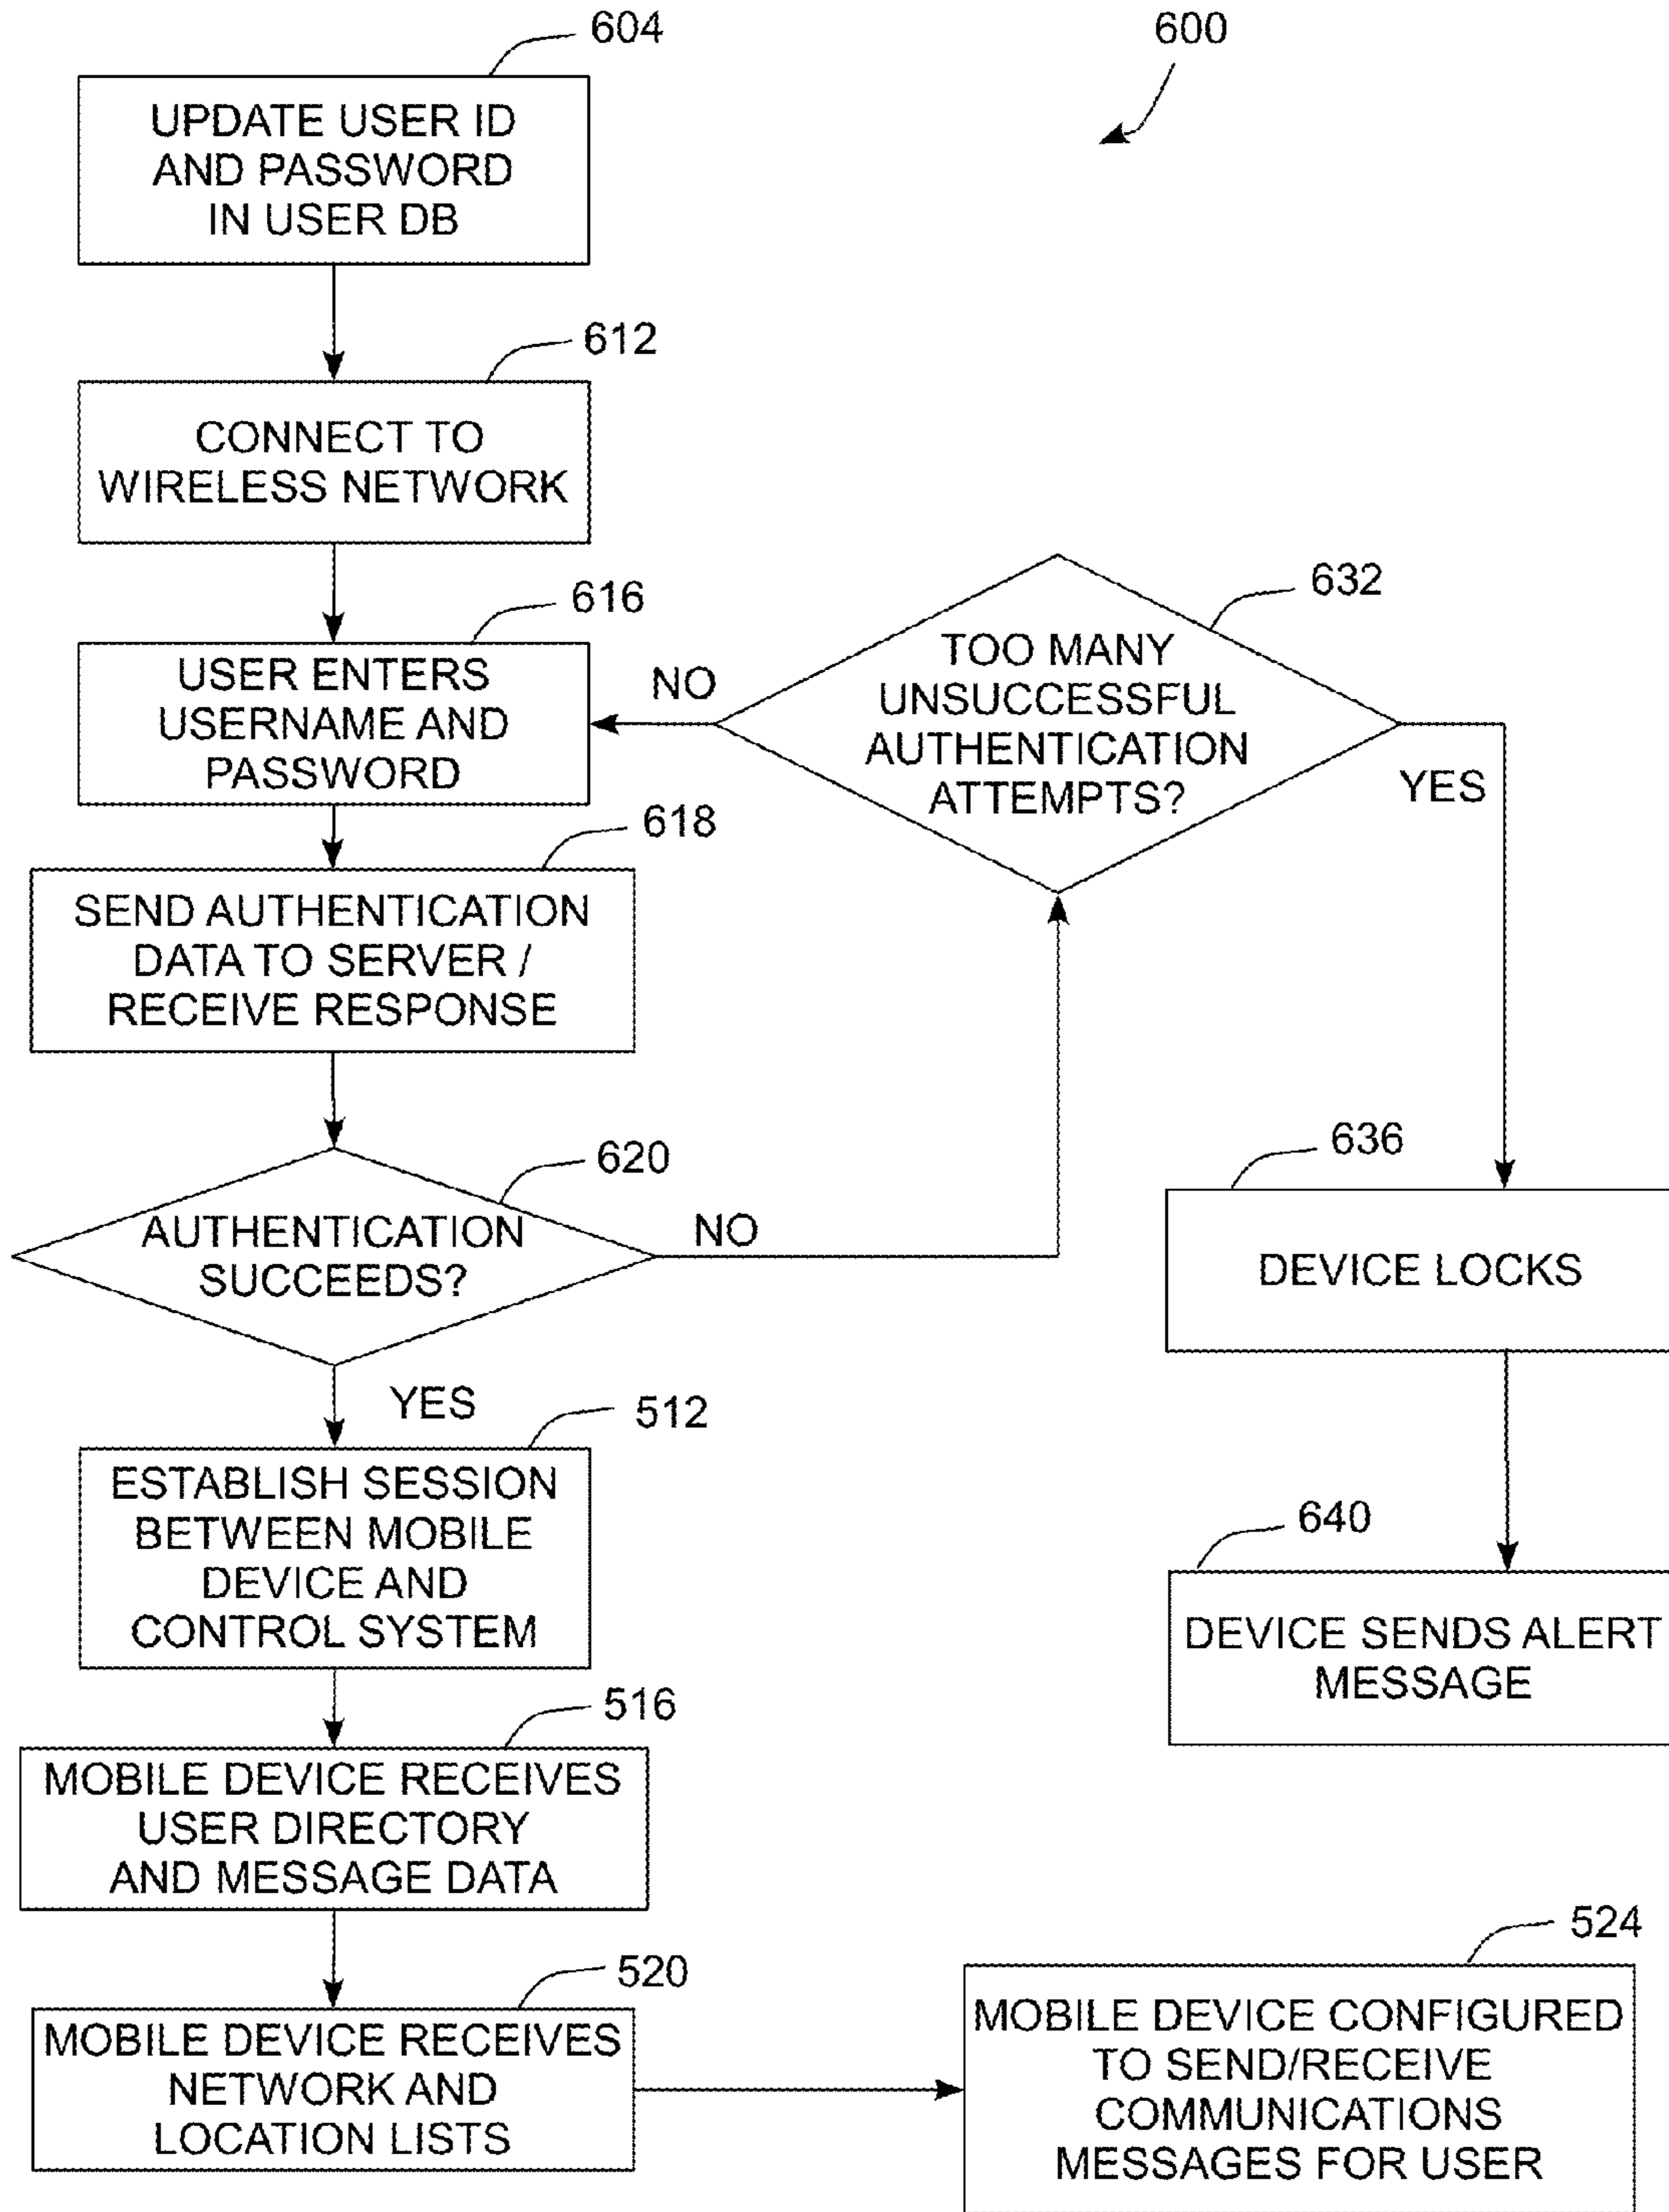 604
600
UPDATE USER ID
AND PASSWORD
IN USER DB
612
CONNECT TO
WIRELESS NETWORK
616
USER ENTERS
USERNAME AND
PASSWORD
NO
632
TOO MANY
UNSUCCESSFUL
AUTHENTICATION
ATTEMPTS?
YES
618
SEND AUTHENTICATION
DATA TO SERVER /
RECEIVE RESPONSE
620
AUTHENTICATION
SUCCEEDS?
NO
636
DEVICE LOCKS
YES
512
ESTABLISH SESSION
BETWEEN MOBILE
DEVICE AND
CONTROL SYSTEM
640
DEVICE SENDS ALERT
MESSAGE
516
MOBILE DEVICE RECEIVES
USER DIRECTORY
AND MESSAGE DATA
520
MOBILE DEVICE RECEIVES
NETWORK AND
LOCATION LISTS
524
MOBILE DEVICE CONFIGURED
TO SEND/RECEIVE
COMMUNICATIONS
MESSAGES FOR USER